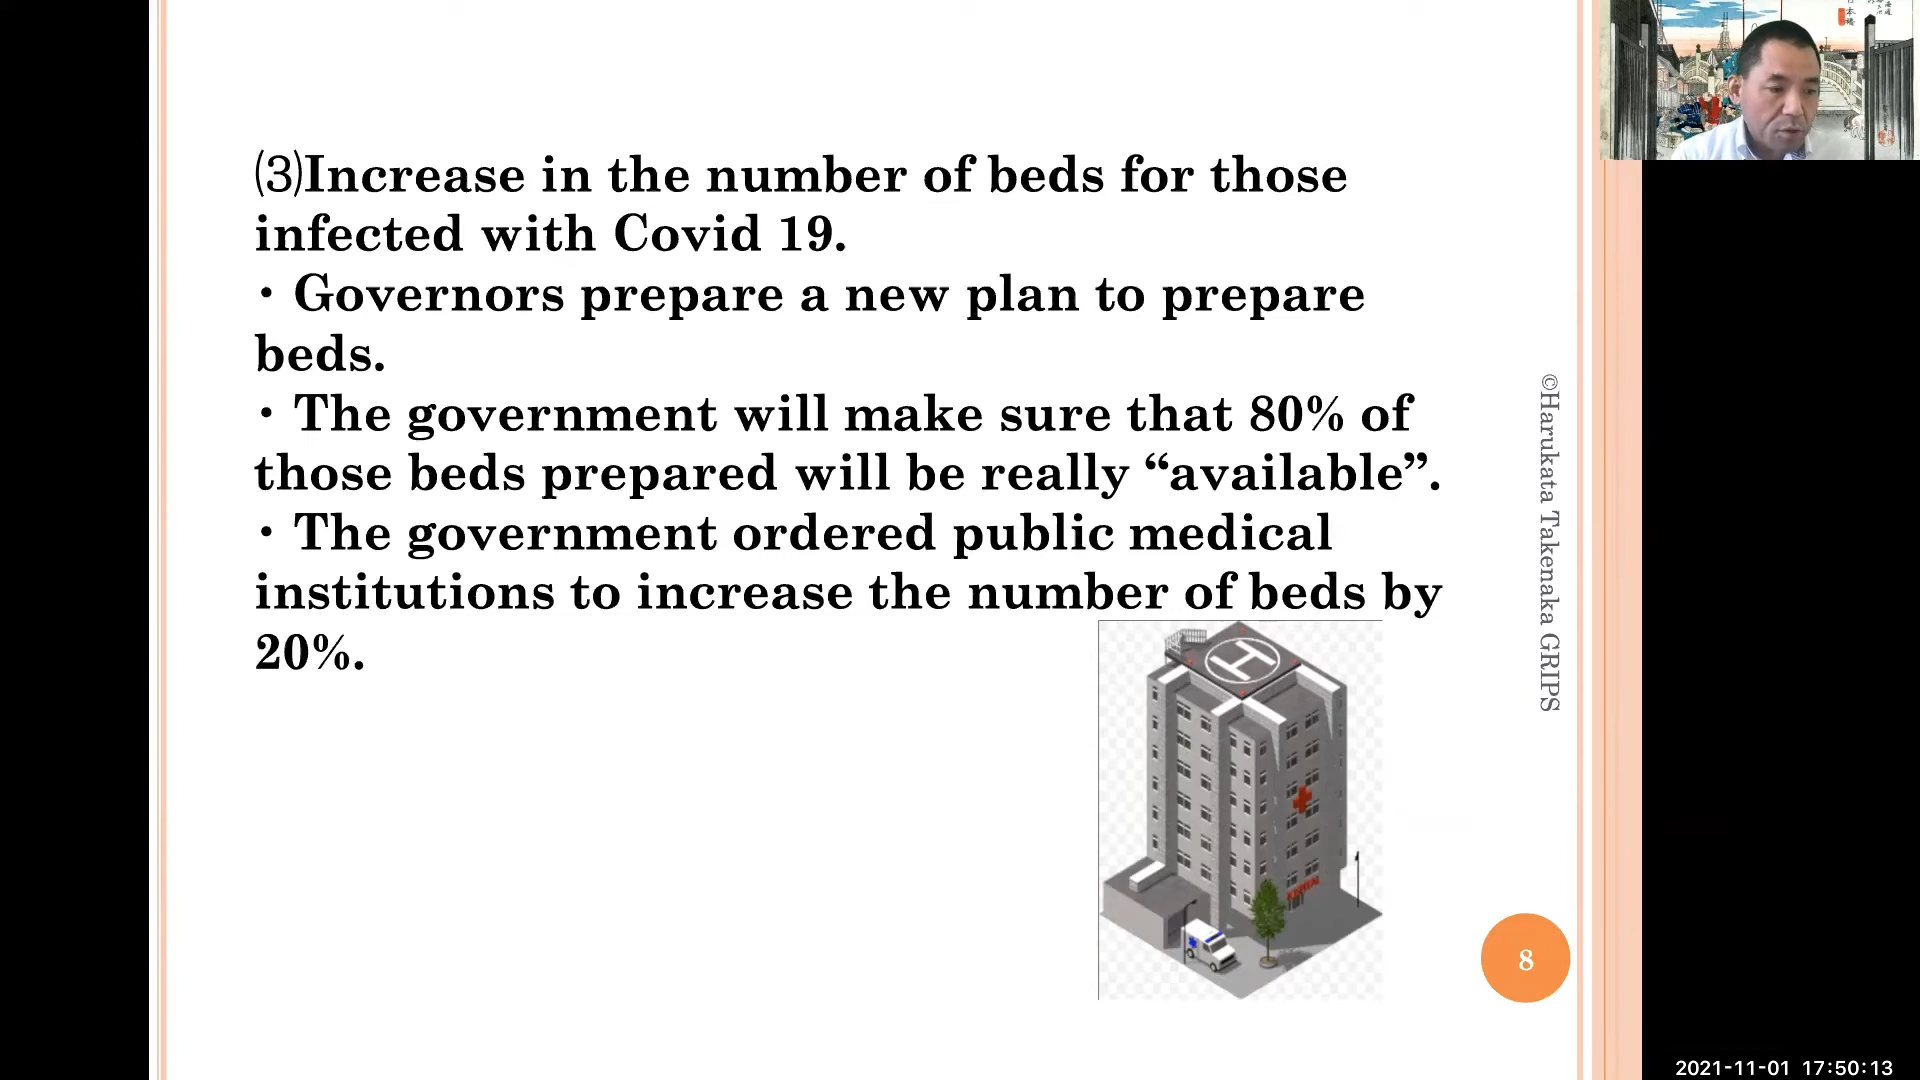 ⑶Increase in the number of beds for those
infected with Covid 19.
・Governors prepare a new plan to prepare
beds.
・The government will make sure that 80% of
those beds prepared will be really “available”.
・The government ordered public medical
institutions to increase the number of beds by
20%.
©Harukata Takenaka GRIPS
HOSPITAL
8
2021-11-01 17:50:13